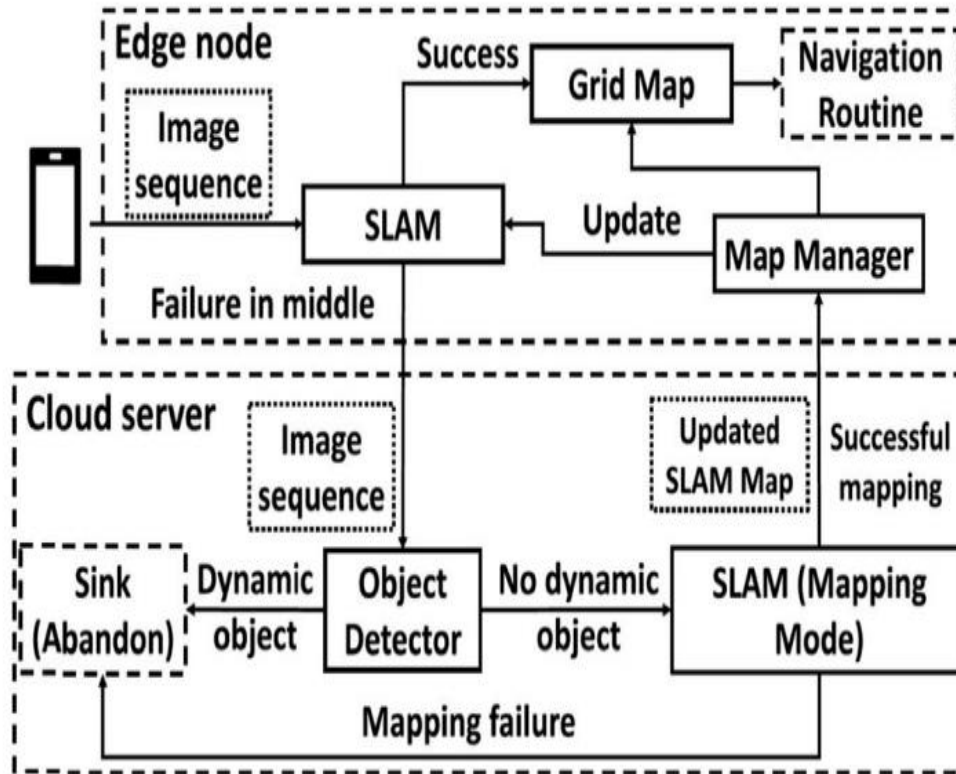 Edge node
Image
sequence
Success
Grid Map
Navigation
Routine
SLAM
Update
Map Manager
Failure in middle
Cloud server
Image
sequence
Updated
SLAM Map
Successful
mapping
Sink
(Abandon)
Dynamic
object
Object
Detector
No dynamic
object
SLAM (Mapping
Mode)
Mapping failure